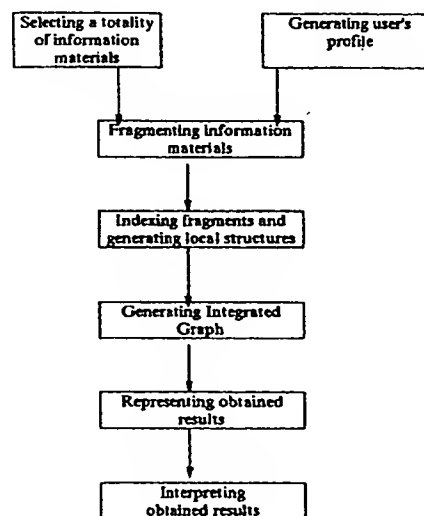 Selecting a totality
of information
materials
Generating user's
profile
Fragmenting information
materials
Indexing fragments and
generating local structures
Generating Integrated
Graph
Representing obtained
results
Interpreting
obtained results